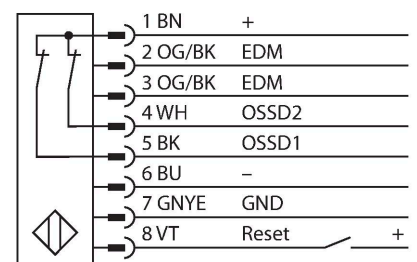 1 BN +
2 OG/BK EDM
3 OG/BK EDM
4 WH OSSD2
5 BK OSSD1
6 BU –
7 GNYE GND
8 VT Reset +